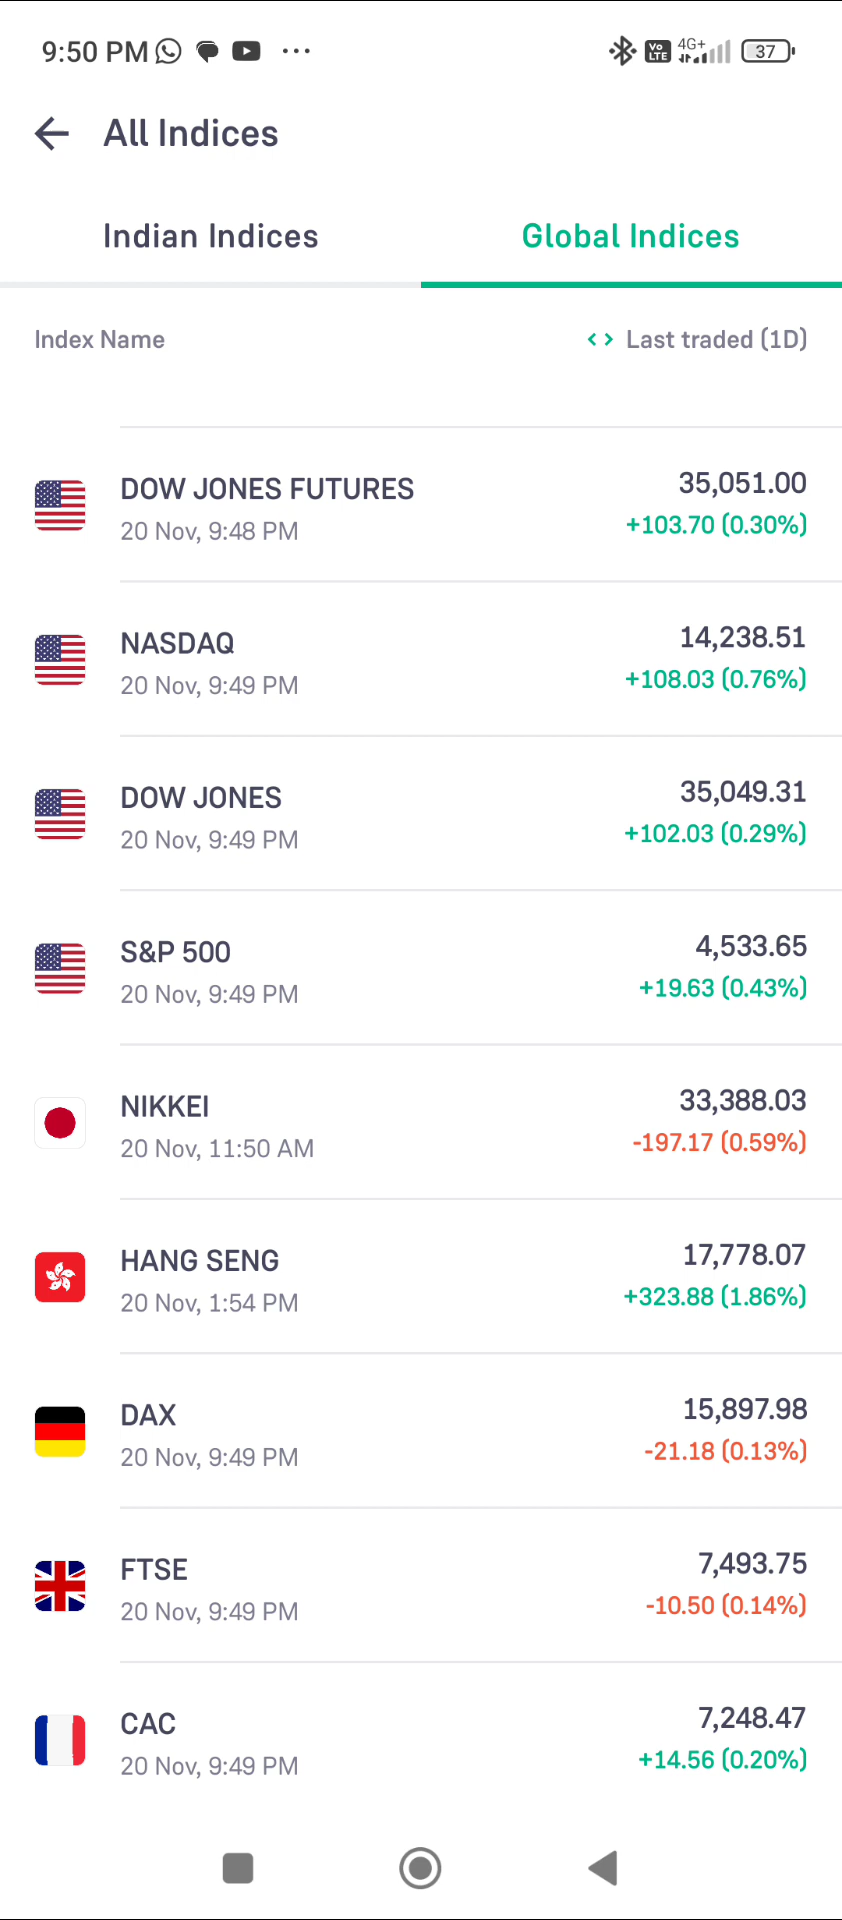 9:50 PM
Vo LTE 4G+ 37
All Indices
Indian Indices Global Indices
Index Name <> Last traded (1D)
DOW JONES FUTURES 35,051.00
20 Nov, 9:48 PM +103.70 (0.30%)
NASDAQ 14,238.51
20 Nov, 9:49 PM +108.03 (0.76%)
DOW JONES 35,049.31
20 Nov, 9:49 PM +102.03 (0.29%)
S&P 500 4,533.65
20 Nov, 9:49 PM +19.63 (0.43%)
NIKKEI 33,388.03
20 Nov, 11:50 AM -197.17 (0.59%)
HANG SENG 17,778.07
20 Nov, 1:54 PM +323.88 (1.86%)
DAX 15,897.98
20 Nov, 9:49 PM -21.18 (0.13%)
FTSE 7,493.75
20 Nov, 9:49 PM -10.50 (0.14%)
CAC 7,248.47
20 Nov, 9:49 PM +14.56 (0.20%)